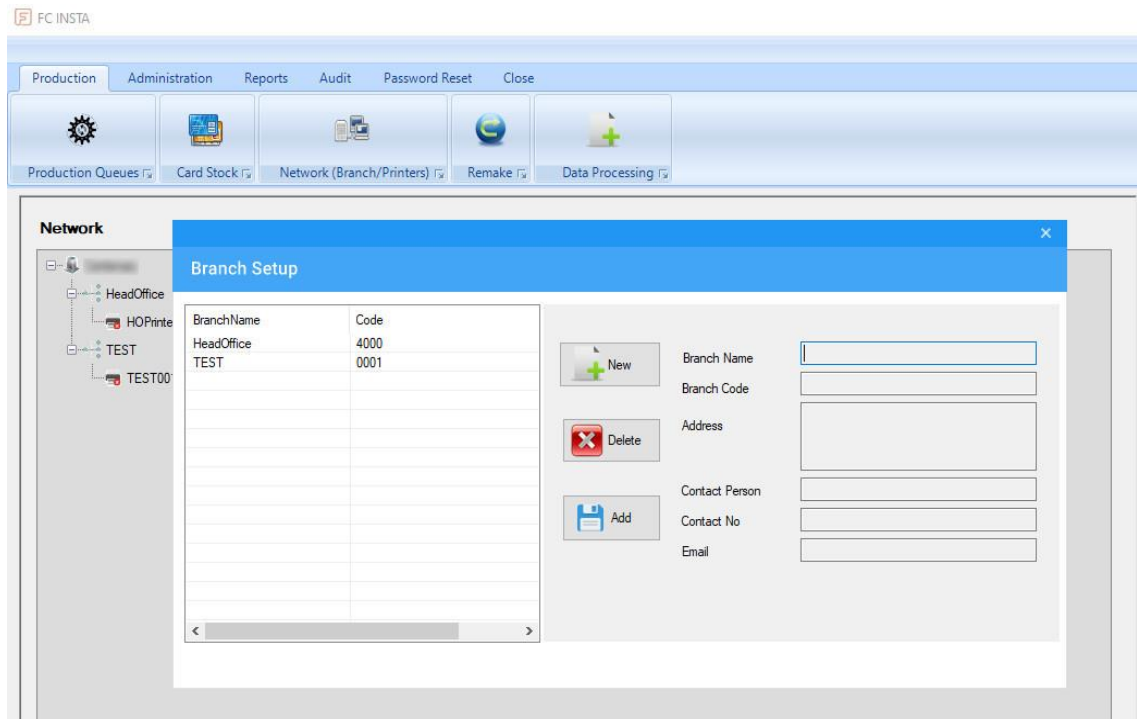 FC INSTA
Production Administration Reports Audit Password Reset Close
Production Queues Card Stock Network (Branch/Printers) Remake Data Processing
Network
Branch Setup
HeadOffice
HOPrinte
TEST
TEST00
BranchName Code
HeadOffice 4000
TEST 0001
New
Delete
Add
Branch Name
Branch Code
Address
Contact Person
Contact No
Email